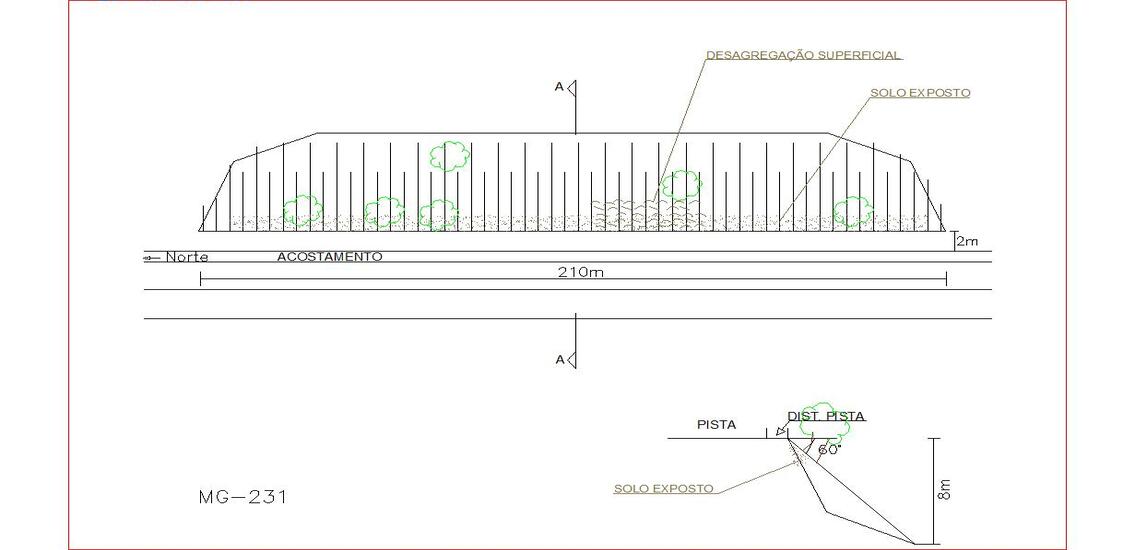 DESAGREGAÇÃO SUPERFICIAL
A
SOLO EXPOSTO
2m
Norte
ACOSTAMENTO
210m
A
DIST. PISTA
PISTA
60°
SOLO EXPOSTO
8m
MG-231